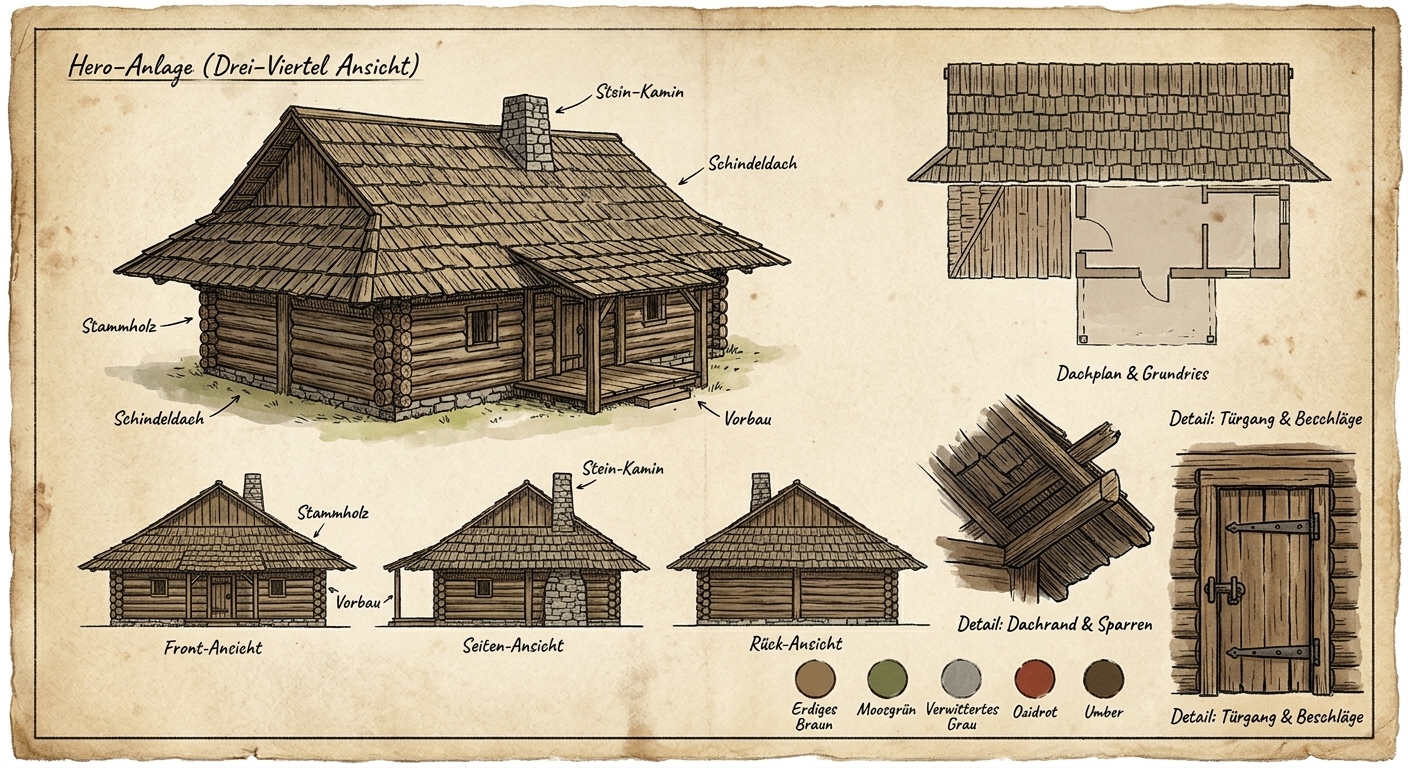 Hero-Anlage (Drei-Viertel Ansicht)
Stein-Kamin
Schindeldach
Stammholz
Schindeldach
Vorbau
Dachplan & Grundries
Detail: Türgang & Becchläge
Stein-Kamin
Stammholz
Vorbau
Front-Ancicht
Seiten-Ansicht
Rück-Ansicht
Detail: Dachrand & Sparren
Erdiges
Braun
Moosgrün
Verwittertes
Grau
Oxidrot
Umber
Detail: Türgang & Beschläge